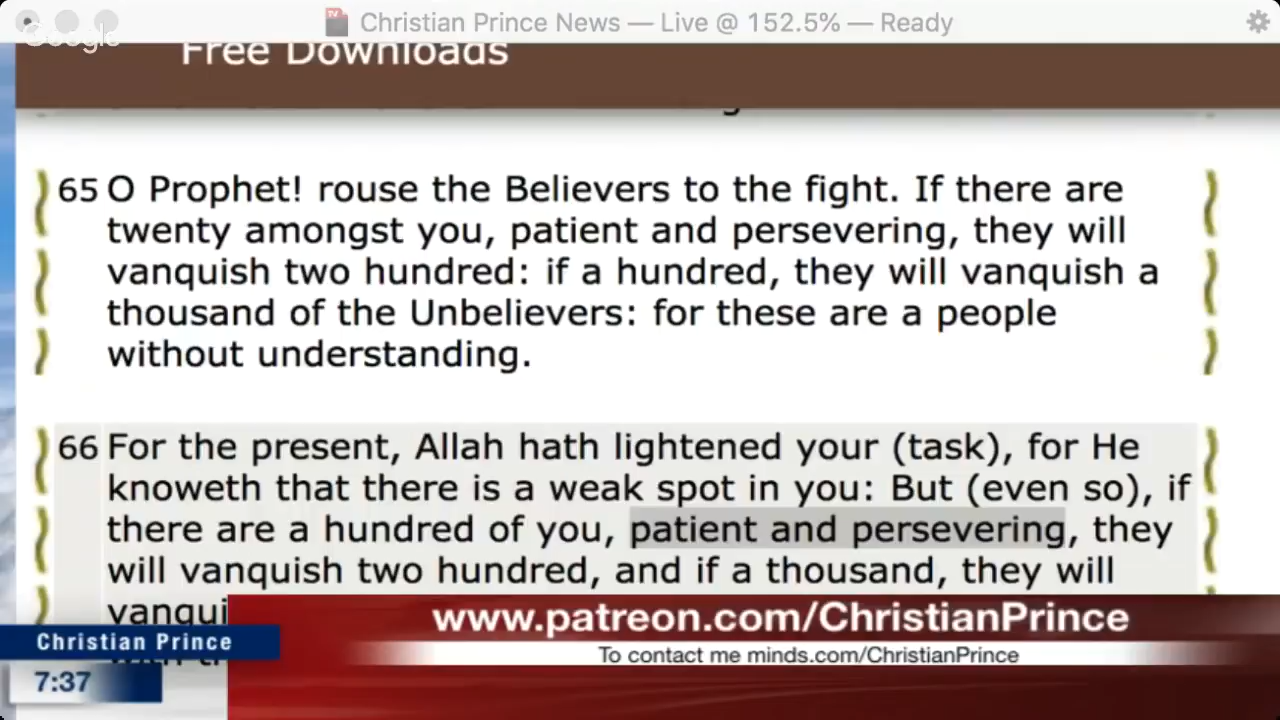 Christian Prince News — Live @ 152.5% — Ready
Google
Free Downloads
65 O Prophet! rouse the Believers to the fight. If there are
twenty amongst you, patient and persevering, they will
vanquish two hundred: if a hundred, they will vanquish a
thousand of the Unbelievers: for these are a people
without understanding.
66 For the present, Allah hath lightened your (task), for He
knoweth that there is a weak spot in you: But (even so), if
there are a hundred of you, patient and persevering, they
will vanquish two hundred, and if a thousand, they will
www.patreon.com/ChristianPrince
Christian Prince
To contact me minds.com/ChristianPrince
7:37